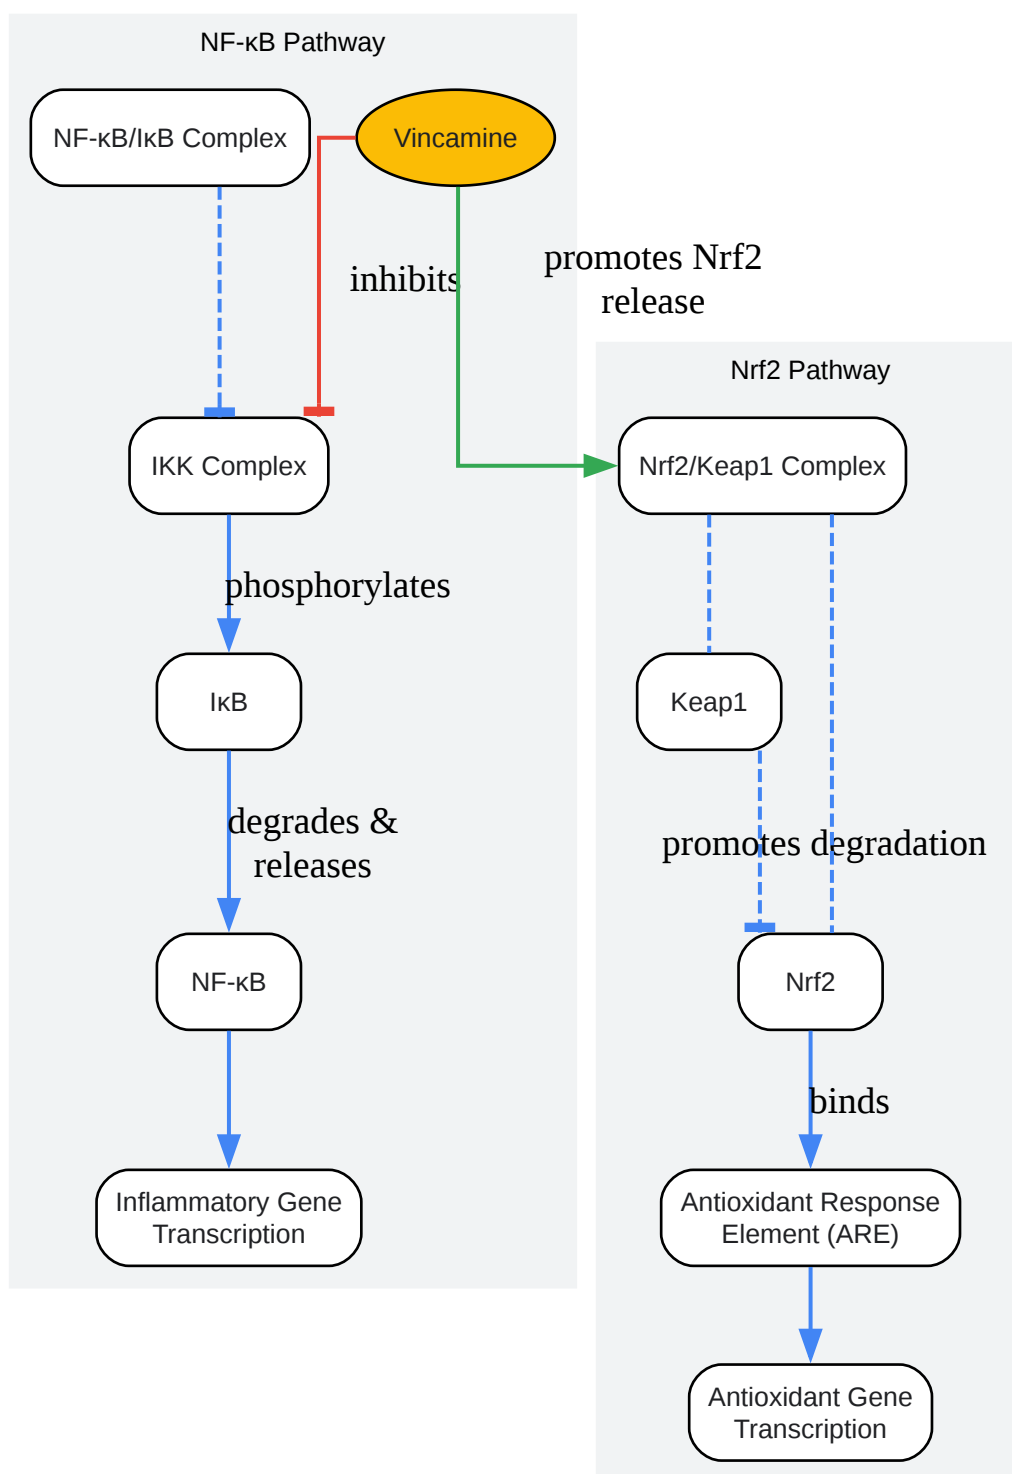 NF-κB Pathway
NF-κB/IκB Complex
Vincamine
inhibits
promotes Nrf2
release
Nrf2 Pathway
IKK Complex
Nrf2/Keap1 Complex
phosphorylates
IκB
Keap1
degrades &
releases
promotes degradation
NF-κB
Nrf2
binds
Inflammatory Gene
Transcription
Antioxidant Response
Element (ARE)
Antioxidant Gene
Transcription